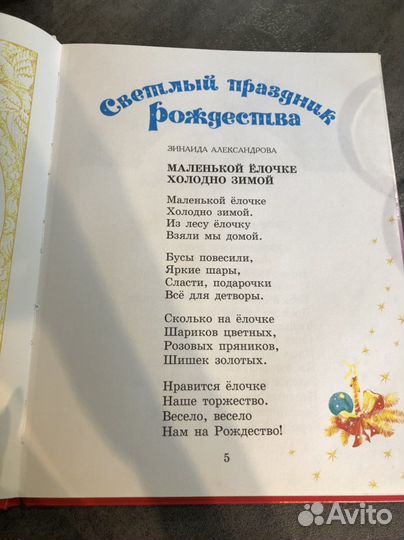 Светлый праздник
Рождества
ЗИНАИДА АЛЕКСАНДРОВА
МАЛЕНЬКОЙ ЁЛОЧКЕ
ХОЛОДНО ЗИМОЙ
Маленькой ёлочке
Холодно зимой.
Из лесу ёлочку
Взяли мы домой.
Бусы повесили,
Яркие шары,
Сласти, подарочки
Всё для детворы.
Сколько на ёлочке
Шариков цветных,
Розовых пряников,
Шишек золотых.
Нравится ёлочке
Наше торжество.
Весело, весело
Нам на Рождество!
5
Avito